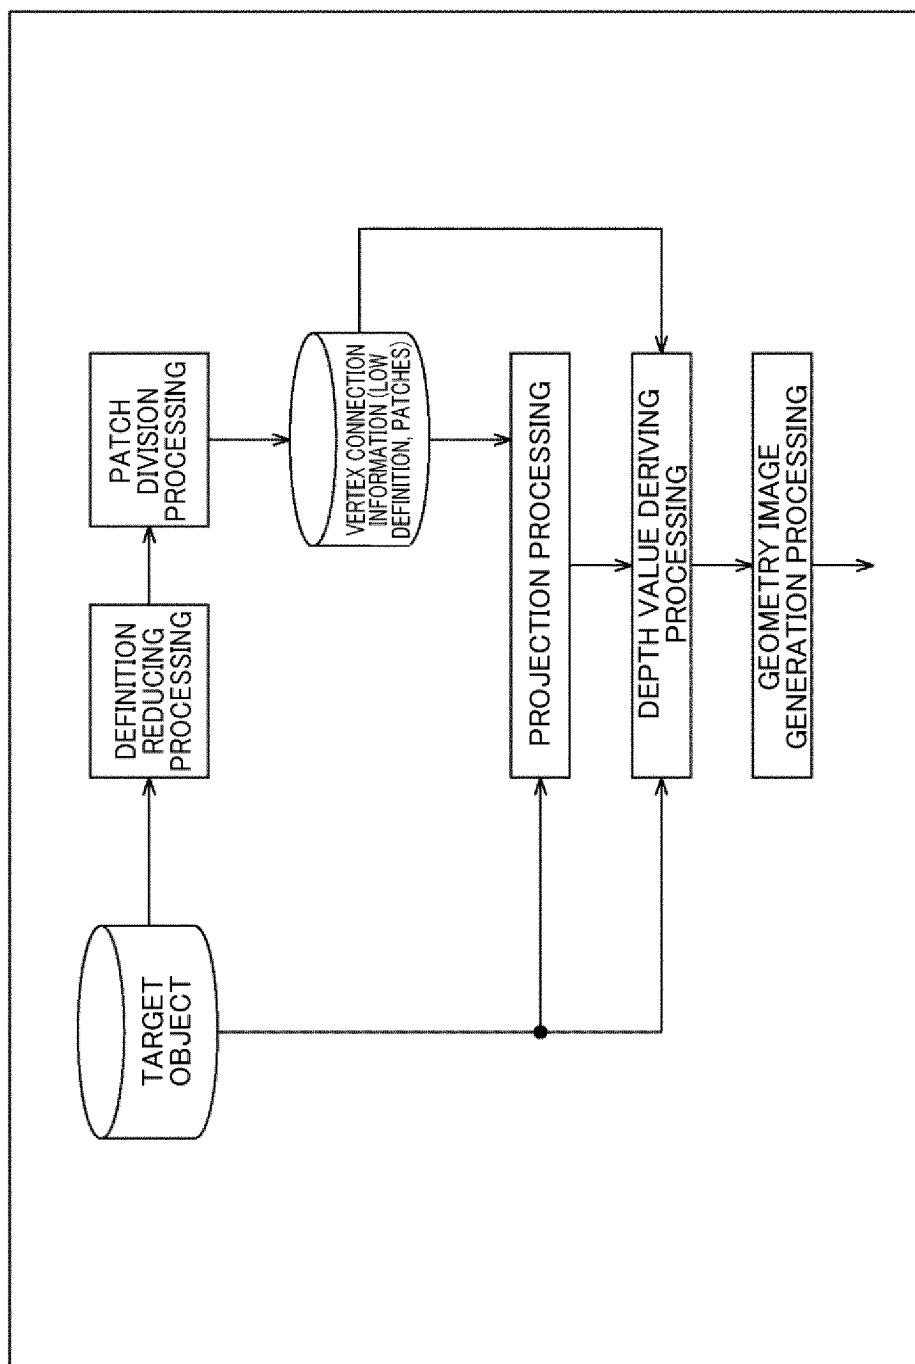 TARGET
OBJECT
DEFINITION
REDUCING
PROCESSING
PATCH
DIVISION
PROCESSING
VERTEX CONNECTION
INFORMATION (LOW
DEFINITION, PATCHES)
PROJECTION PROCESSING
DEPTH VALUE DERIVING
PROCESSING
GEOMETRY IMAGE
GENERATION PROCESSING